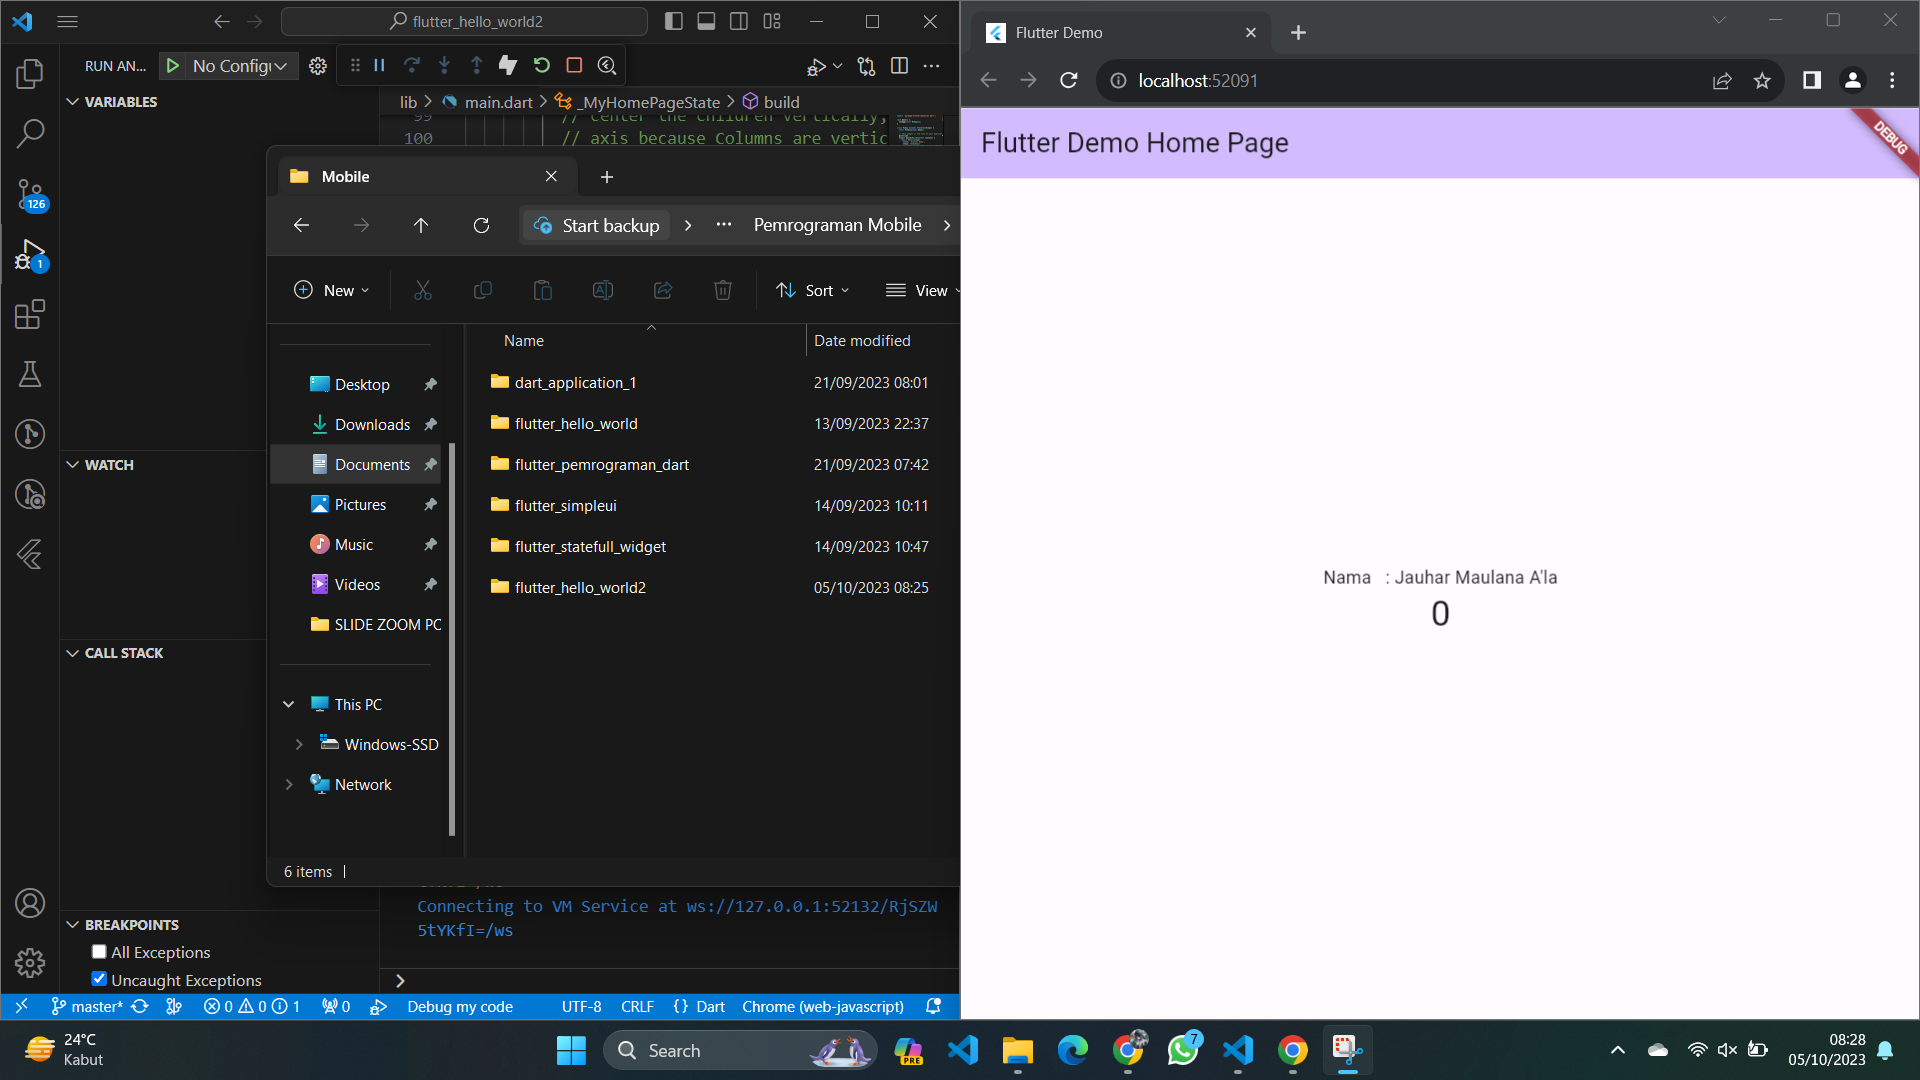 flutter_hello_world2
RUN AN...
No Config
VARIABLES
lib
main.dart
_MyHomePageState
build
99
// center the children vertically;
100
// axis because Columns are vertic
Mobile
Start backup
Pemrograman Mobile
New
Sort
View
Name
Date modified
dart_application_1
21/09/2023 08:01
flutter_hello_world
13/09/2023 22:37
flutter_pemrograman_dart
21/09/2023 07:42
flutter_simpleui
14/09/2023 10:11
flutter_statefull_widget
14/09/2023 10:47
flutter_hello_world2
05/10/2023 08:25
Desktop
Downloads
Documents
Pictures
Music
Videos
SLIDE ZOOM PC
This PC
Windows-SSD
Network
6 items
126
1
WATCH
CALL STACK
BREAKPOINTS
All Exceptions
Uncaught Exceptions
Connecting to VM Service at ws://127.0.0.1:52132/RjSZW
5tYKfI=/ws
master*
0
0
1
0
Debug my code
UTF-8
CRLF
{} Dart
Chrome (web-javascript)
Flutter Demo
localhost:52091
Flutter Demo Home Page
DEBUG
Nama : Jauhar Maulana A'la
0
24°C
Kabut
Search
PRE
7
08:28
05/10/2023